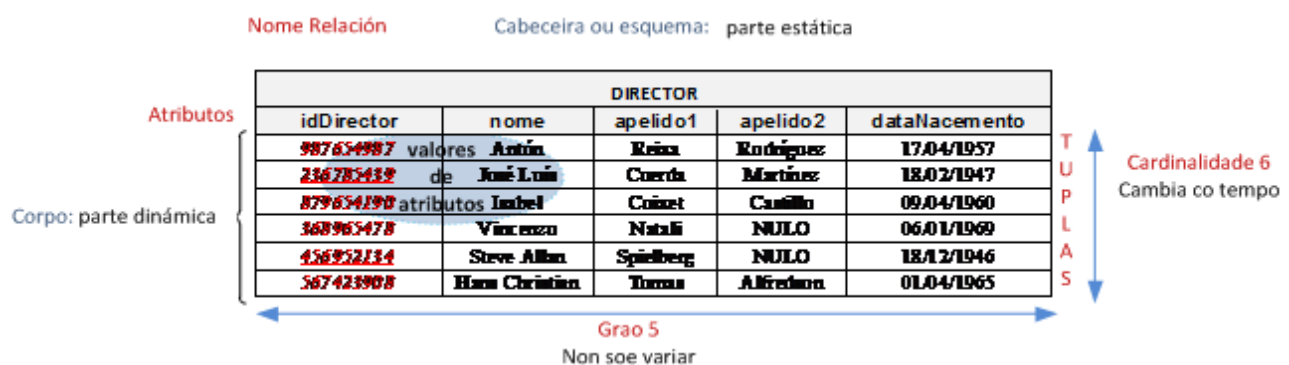 Nome Relación Cabeceira ou esquema: parte estática
DIRECTOR
Atributos idDirector nome apelido1 apelido2 dataNacemento
987654987 Antón Reixa Rodríguez 17/04/1957
valores
236785439 José Luis Cuerda Martínez 18/02/1947
de
879654190 Isabel Coixet Castillo 09/04/1960
atributos
368965478 Vincenzo Natali NULO 06/01/1969
456952134 Steve Allan Spielberg NULO 18/12/1946
567423908 Hans Christian Tomas Alfredson 01/04/1965
Corpo: parte dinámica
TUPLAS
Cardinalidade 6
Cambia co tempo
Grao 5
Non soe variar